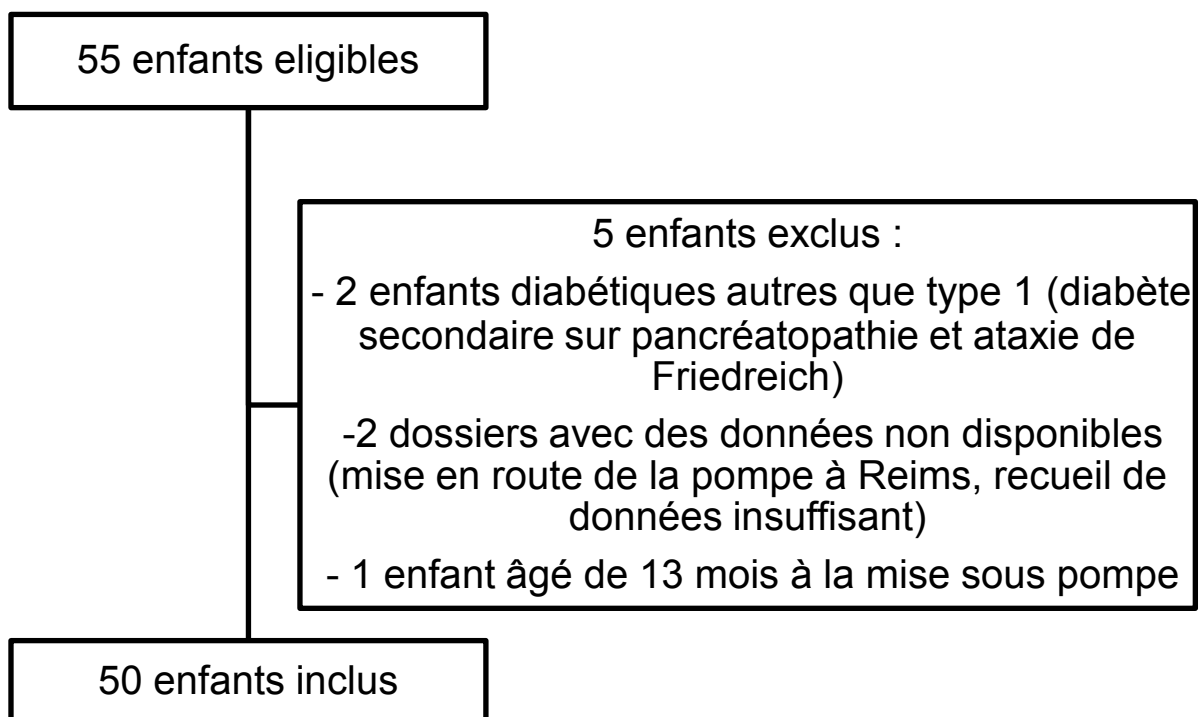 55 enfants eligibles
5 enfants exclus :
- 2 enfants diabétiques autres que type 1 (diabète
secondaire sur pancréatopathie et ataxie de
Friedreich)
-2 dossiers avec des données non disponibles
(mise en route de la pompe à Reims, recueil de
données insuffisant)
- 1 enfant âgé de 13 mois à la mise sous pompe
50 enfants inclus